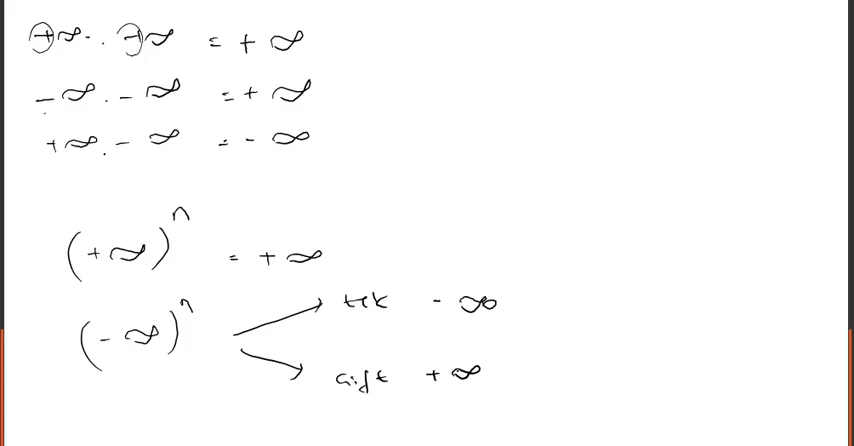 +∞ . +∞ = + ∞
-∞ . - ∞ = + ∞
+∞ . - ∞ = - ∞
(+∞)ⁿ = + ∞
(-∞)ⁿ → tek - ∞
→ çift + ∞